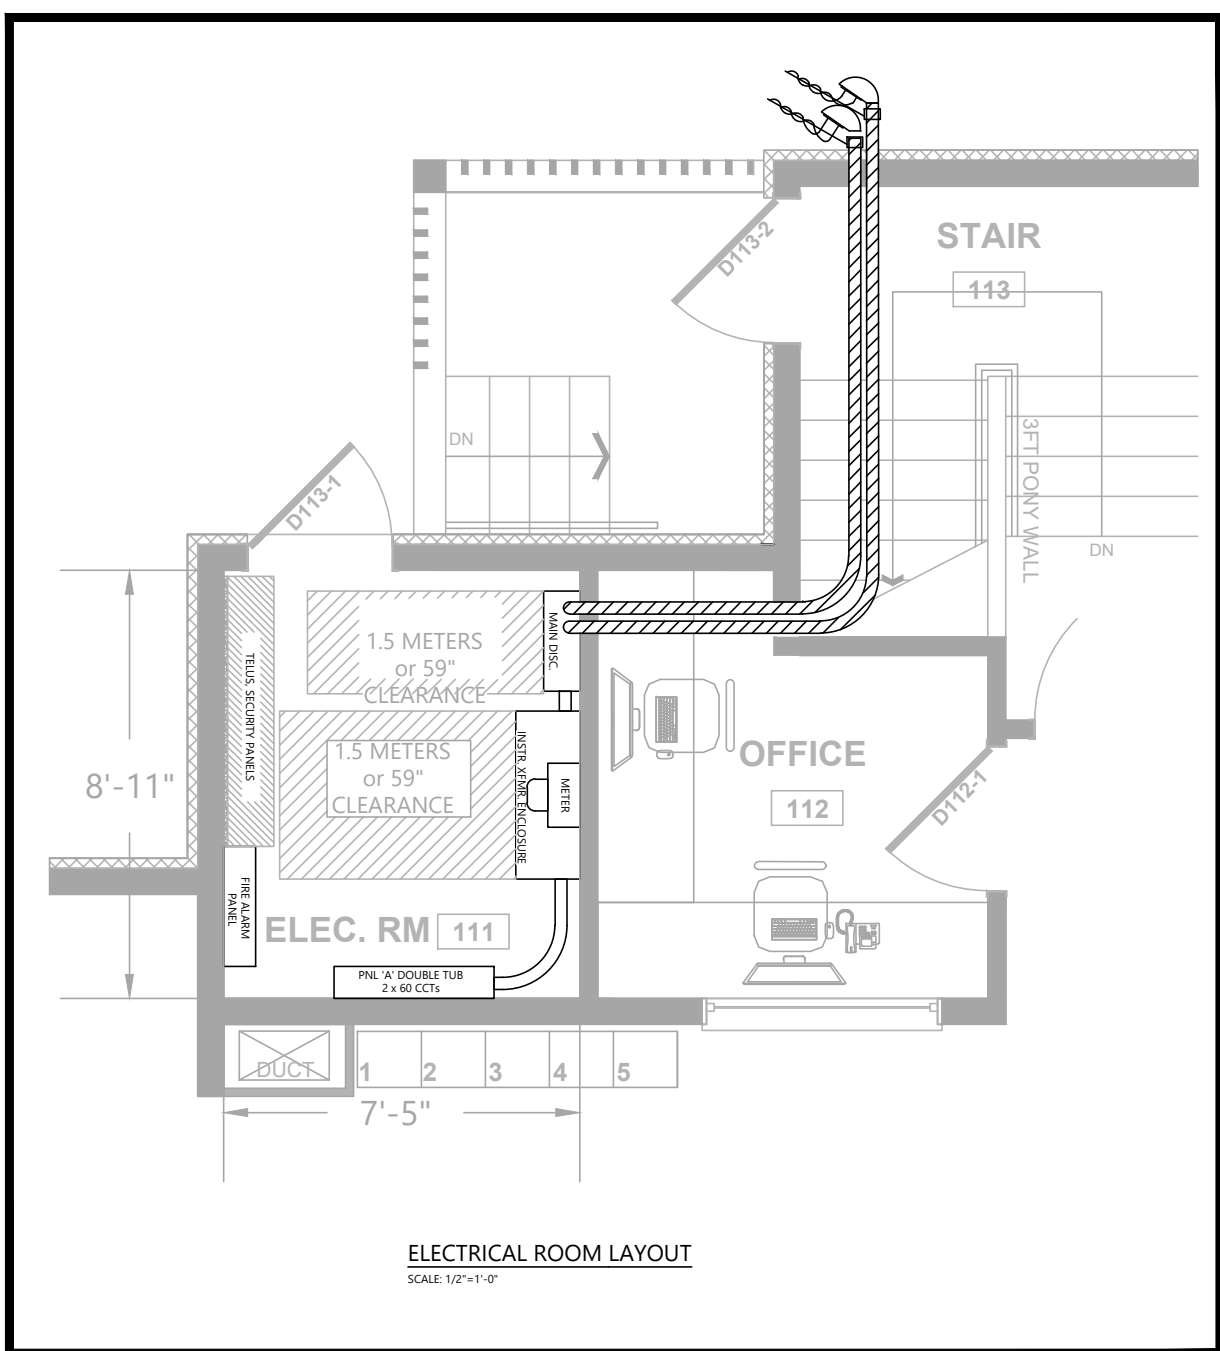 STAIR
113
D113-2
3FT PONY WALL
DN
DN
D113-1
1.5 METERS
or 59"
CLEARANCE
MAIN DISC.
TELUS, SECURITY PANELS
1.5 METERS
or 59"
CLEARANCE
INSTR. XFMR. ENCLOSURE
METER
8'-11"
OFFICE
112
D112-1
FIRE ALARM
PANEL
ELEC. RM
111
PNL 'A' DOUBLE TUB
2 x 60 CCTs
DUCT
1 2 3 4 5
7'-5"
ELECTRICAL ROOM LAYOUT
SCALE: 1/2"=1'-0"